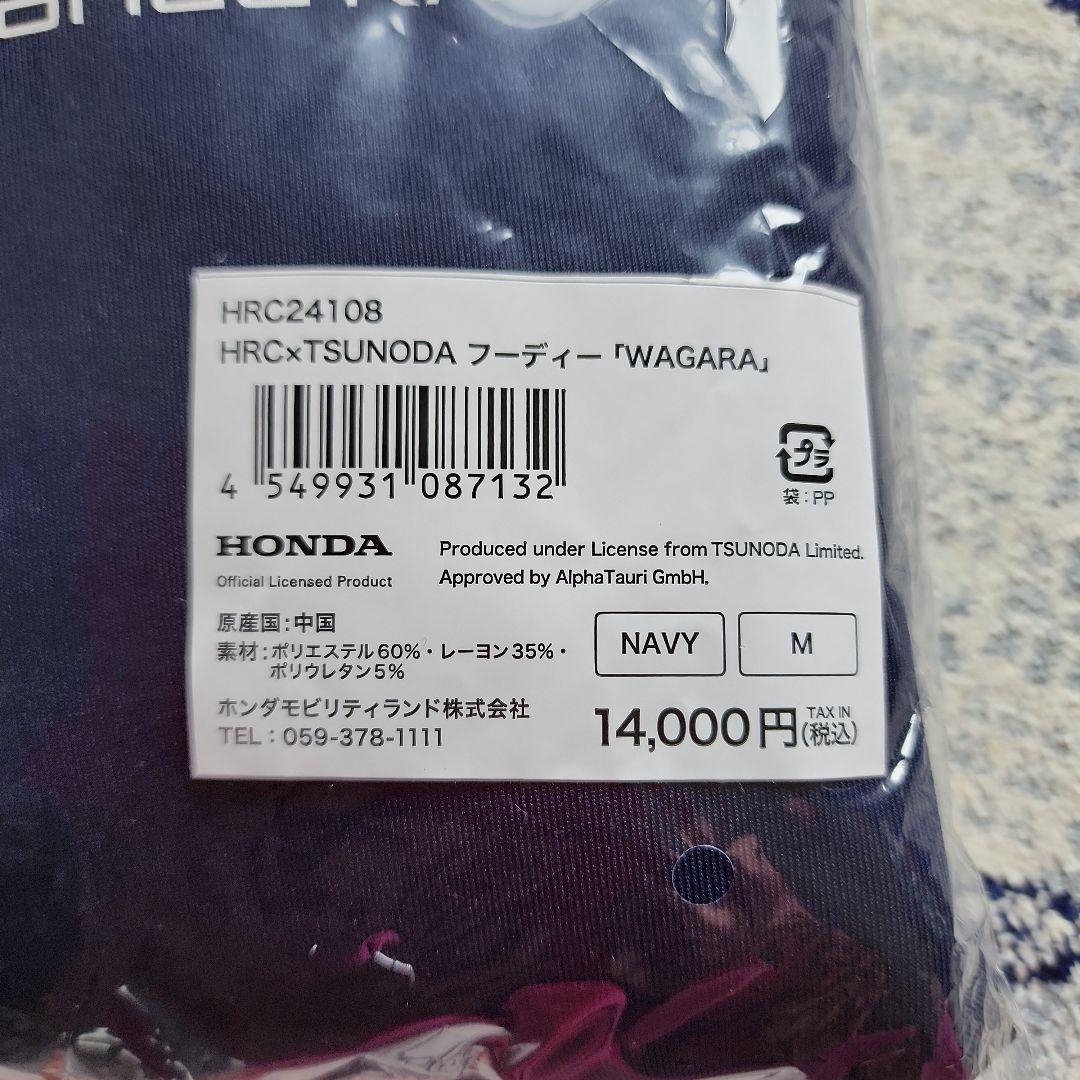 HRC24108
HRC×TSUNODA フーディー「WAGARA」
4 549931 087132
プラ
袋:PP
HONDA
Official Licensed Product
Produced under License from TSUNODA Limited.
Approved by AlphaTauri GmbH.
原産国:中国
素材:ポリエステル60%・レーヨン35%・
ポリウレタン5%
NAVY
M
ホンダモビリティランド株式会社
TEL:059-378-1111
14,000円 TAX IN (税込)